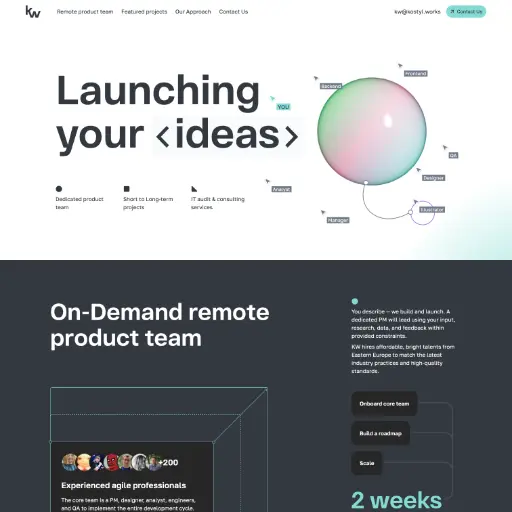 kw
Remote product team
Featured projects
Our Approach
Contact Us
kw@kostyl.works
Contact Us
Launching
your <ideas>
Frontend
Backend
YOU
QA
Designer
Analyst
Illustrator
Manager
Dedicated product
team
Short to Long-term
projects
IT audit & consulting
services.
On-Demand remote
product team
You describe – we build and launch. A
dedicated PM will lead using your input,
research, data, and feedback within
provided constraints.
KW hires affordable, bright talents from
Eastern Europe to match the latest
industry practices and high-quality
standards.
Onboard core team
Build a roadmap
Scale
2 weeks
+200
Experienced agile professionals
The core team is a PM, designer, analyst, engineers,
and QA to implement the entire development cycle.